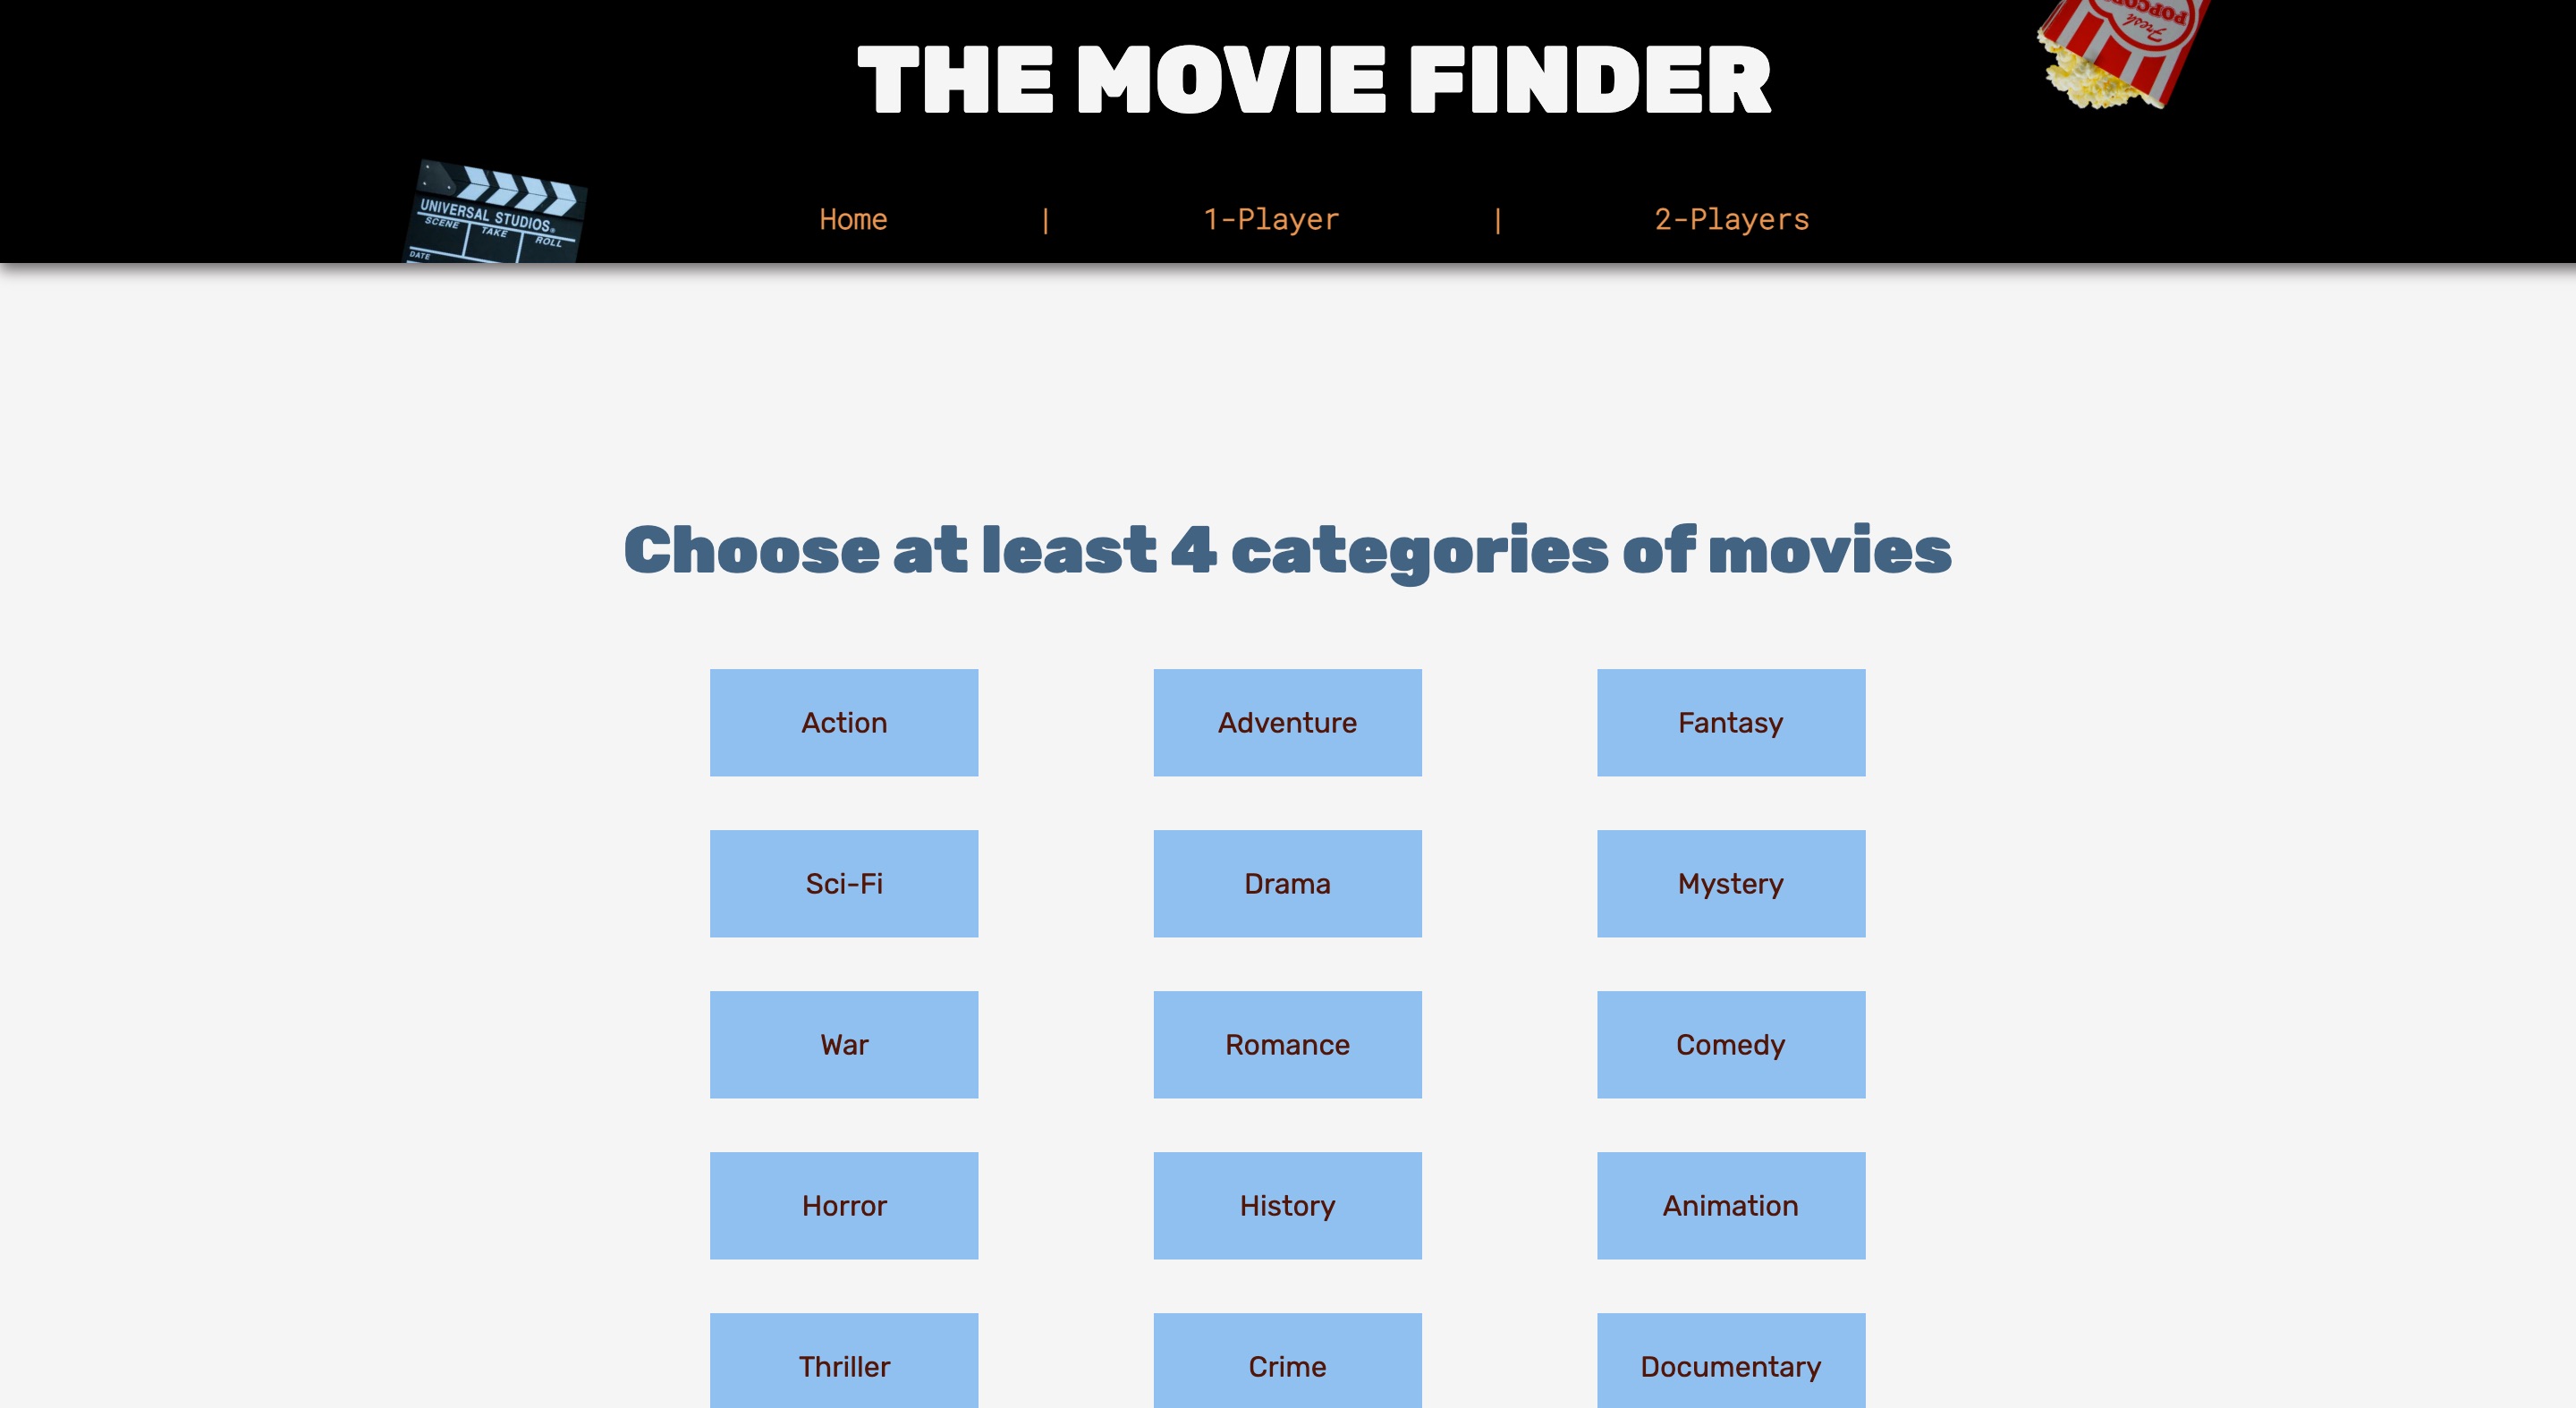 POPCORN
Fresh
THE MOVIE FINDER
UNIVERSAL STUDIOS®
SCENE TAKE ROLL
DATE
Home | 1-Player | 2-Players
Choose at least 4 categories of movies
Action Adventure Fantasy
Sci-Fi Drama Mystery
War Romance Comedy
Horror History Animation
Thriller Crime Documentary